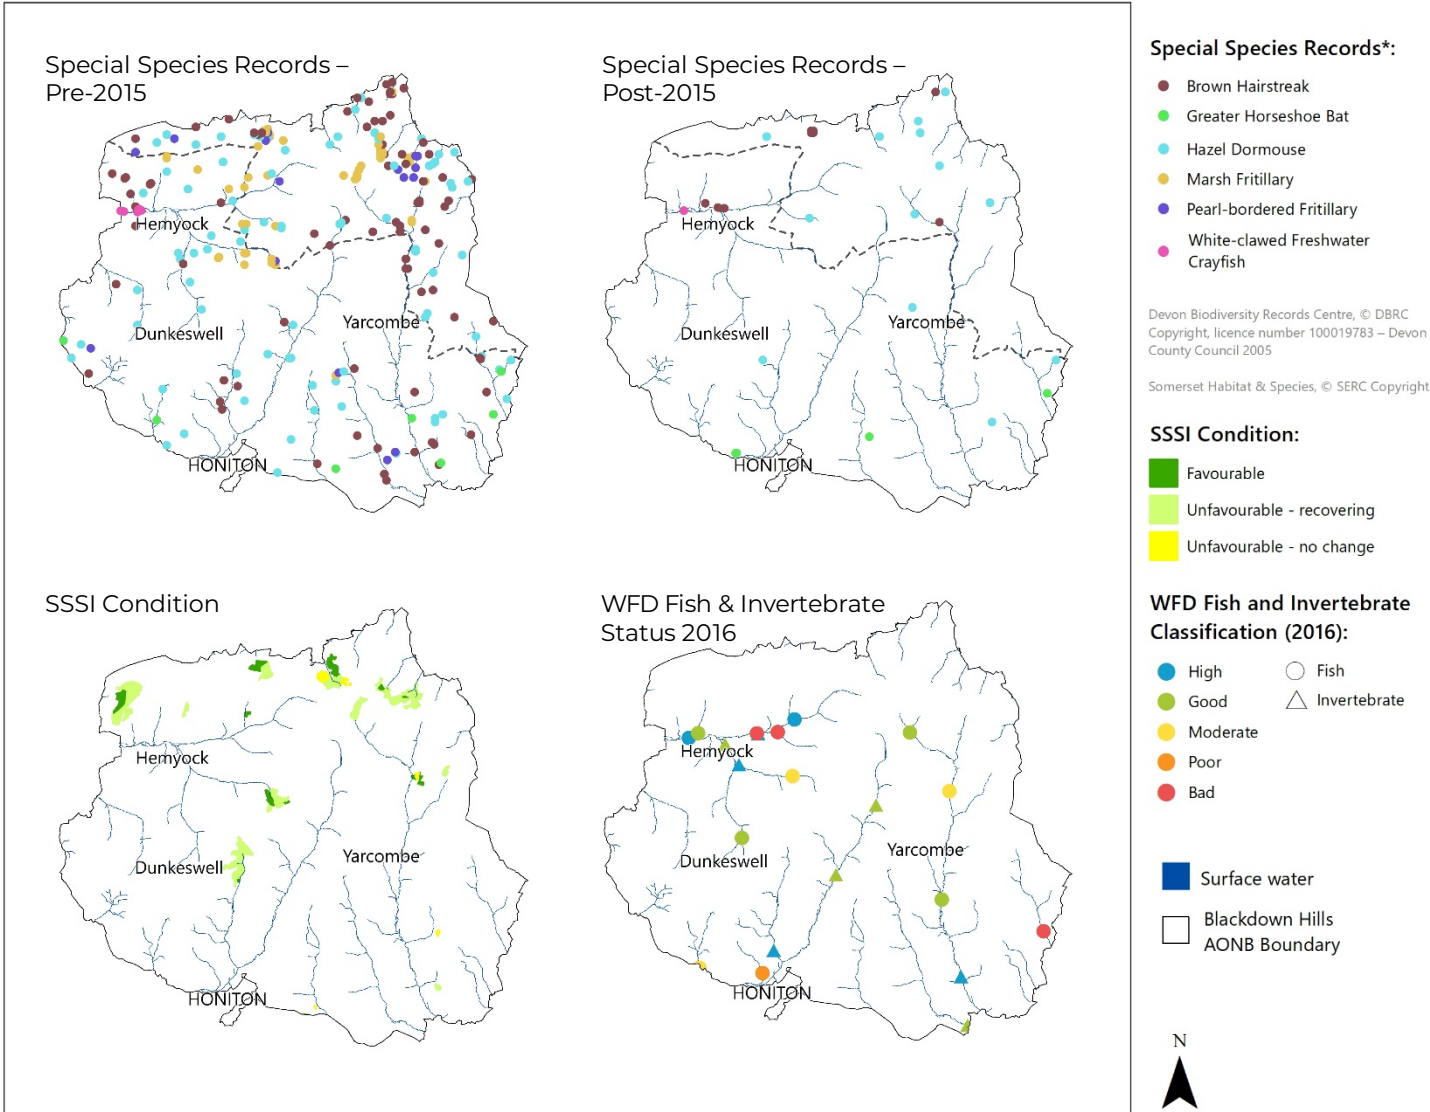 Special Species Records –
Pre-2015
Hemyock
Dunkeswell
Yarcombe
HONITON
Special Species Records –
Post-2015
Hemyock
Dunkeswell
Yarcombe
HONITON
SSSI Condition
Hemyock
Dunkeswell
Yarcombe
HONITON
WFD Fish & Invertebrate
Status 2016
Hemyock
Dunkeswell
Yarcombe
HONITON
Special Species Records*:
Brown Hairstreak
Greater Horseshoe Bat
Hazel Dormouse
Marsh Fritillary
Pearl-bordered Fritillary
White-clawed Freshwater
Crayfish
Devon Biodiversity Records Centre, © DBRC
Copyright, licence number 100019783 – Devon
County Council 2005
Somerset Habitat & Species, © SERC Copyright
SSSI Condition:
Favourable
Unfavourable - recovering
Unfavourable - no change
WFD Fish and Invertebrate
Classification (2016):
High
Good
Moderate
Poor
Bad
Fish
Invertebrate
Surface water
Blackdown Hills
AONB Boundary
N